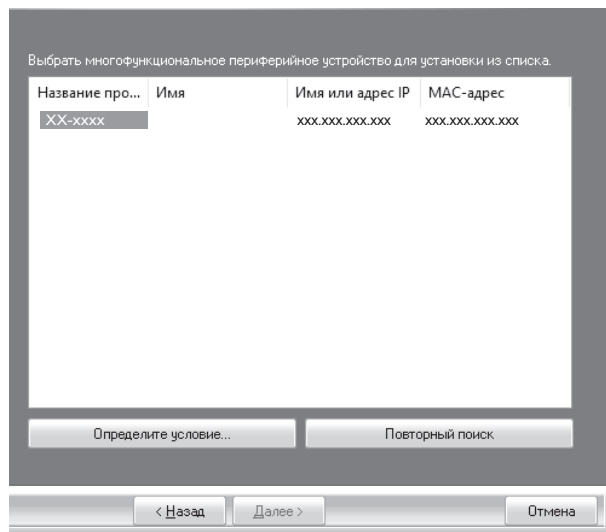 Выбрать многофункциональное периферийное устройство для установки из списка.
Название про... Имя Имя или адрес IP MAC-адрес
XX-xxxx xxx.xxx.xxx.xxx xxx.xxx.xxx.xxx
Определите условие... Повторный поиск
< Назад Далее > Отмена